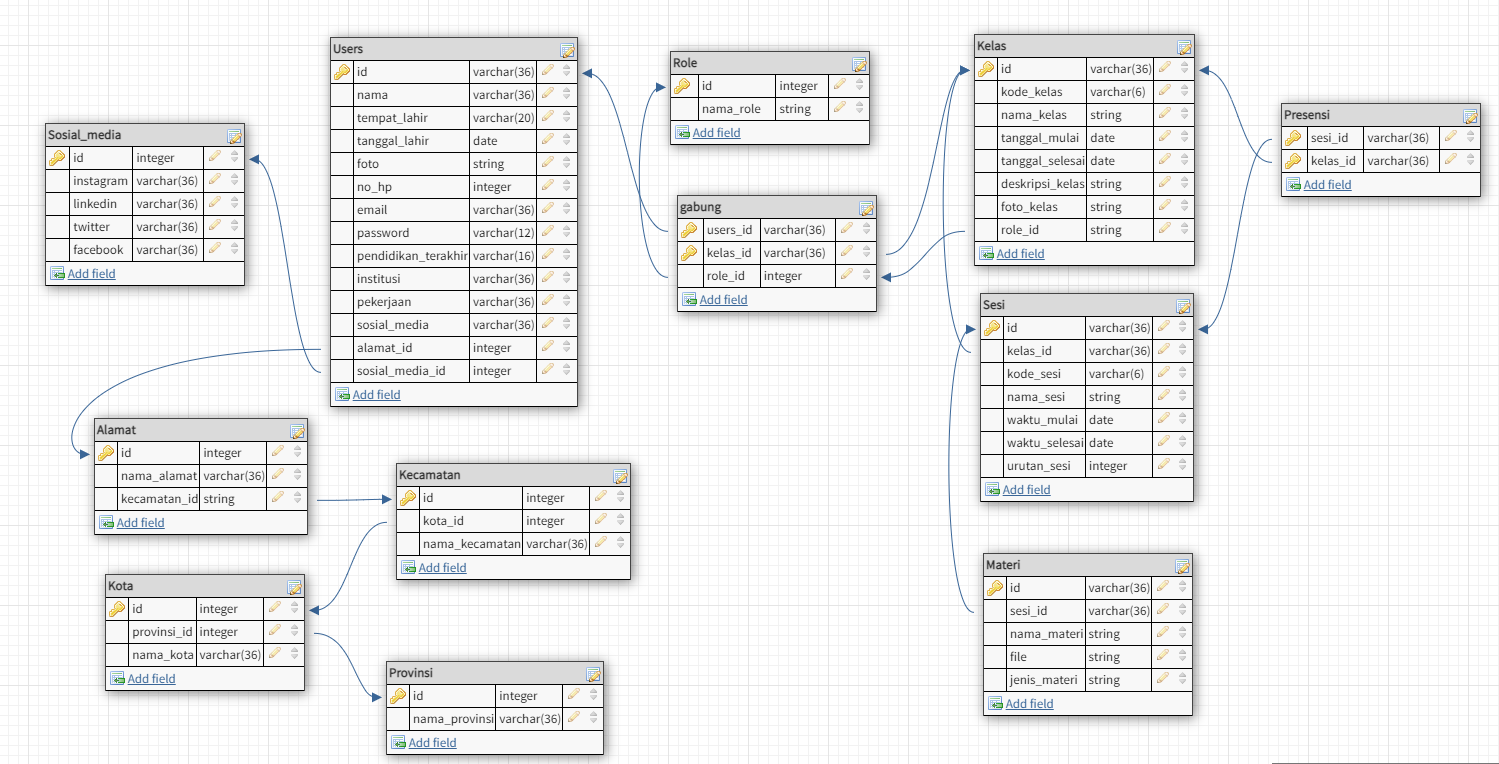 Users
id varchar(36)
nama varchar(36)
tempat_lahir varchar(20)
tanggal_lahir date
foto string
no_hp integer
email varchar(36)
password varchar(12)
pendidikan_terakhir varchar(16)
institusi varchar(36)
pekerjaan varchar(36)
sosial_media varchar(36)
alamat_id integer
sosial_media_id integer
Add field
Role
id integer
nama_role string
Add field
Kelas
id varchar(36)
kode_kelas varchar(6)
nama_kelas string
tanggal_mulai date
tanggal_selesai date
deskripsi_kelas string
foto_kelas string
role_id string
Add field
Presensi
sesi_id varchar(36)
kelas_id varchar(36)
Add field
Sosial_media
id integer
instagram varchar(36)
linkedin varchar(36)
twitter varchar(36)
facebook varchar(36)
Add field
gabung
users_id varchar(36)
kelas_id varchar(36)
role_id integer
Add field
Sesi
id varchar(36)
kelas_id varchar(36)
kode_sesi varchar(6)
nama_sesi string
waktu_mulai date
waktu_selesai date
urutan_sesi integer
Add field
Alamat
id integer
nama_alamat varchar(36)
kecamatan_id string
Add field
Kecamatan
id integer
kota_id integer
nama_kecamatan varchar(36)
Add field
Kota
id integer
provinsi_id integer
nama_kota varchar(36)
Add field
Provinsi
id integer
nama_provinsi varchar(36)
Add field
Materi
id varchar(36)
sesi_id varchar(36)
nama_materi string
file string
jenis_materi string
Add field